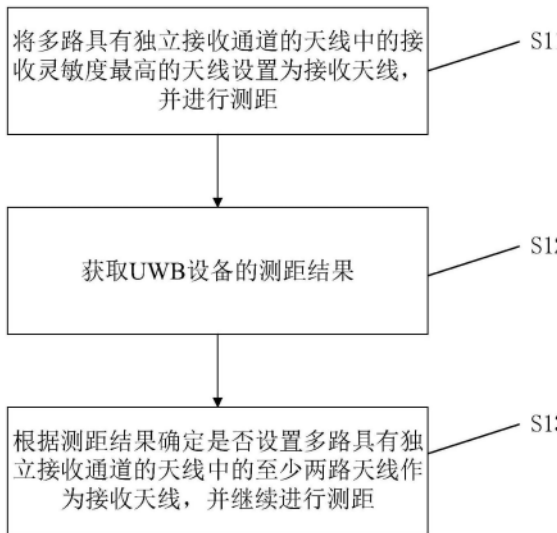 将多路具有独立接收通道的天线中的接
收灵敏度最高的天线设置为接收天线，
并进行测距
S11
获取UWB设备的测距结果
S12
根据测距结果确定是否设置多路具有独
立接收通道的天线中的至少两路天线作
为接收天线，并继续进行测距
S13